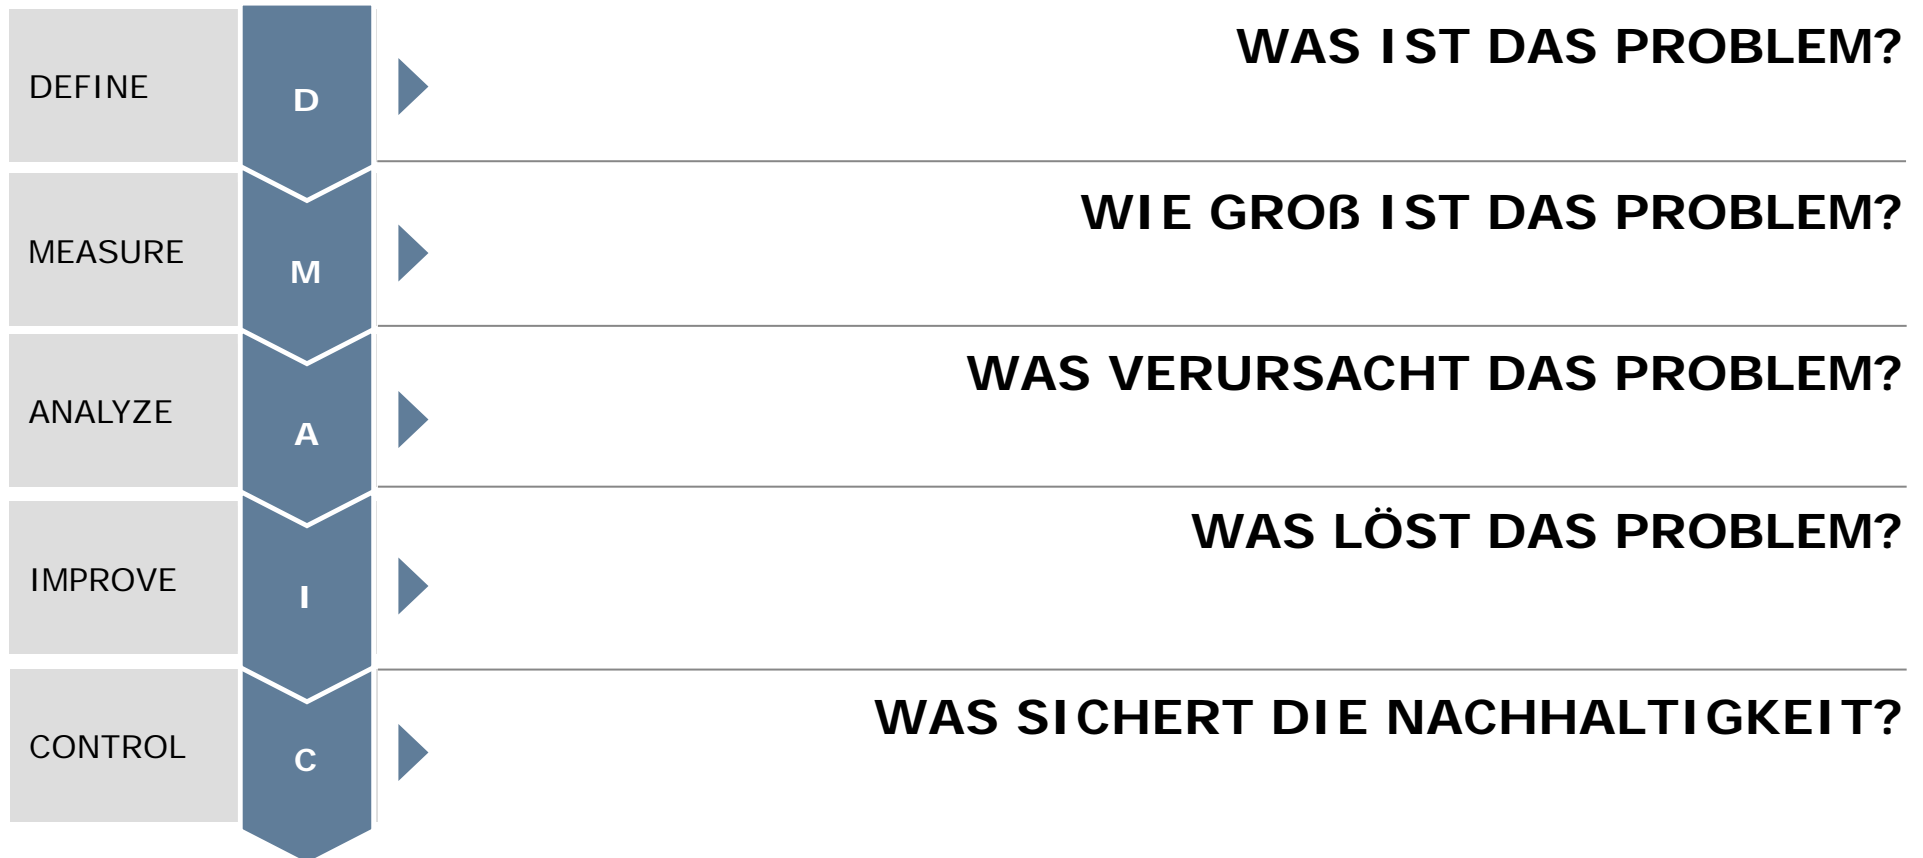 DEFINE
D
WAS IST DAS PROBLEM?
MEASURE
M
WIE GROß IST DAS PROBLEM?
ANALYZE
A
WAS VERURSACHT DAS PROBLEM?
IMPROVE
I
WAS LÖST DAS PROBLEM?
CONTROL
C
WAS SICHERT DIE NACHHALTIGKEIT?